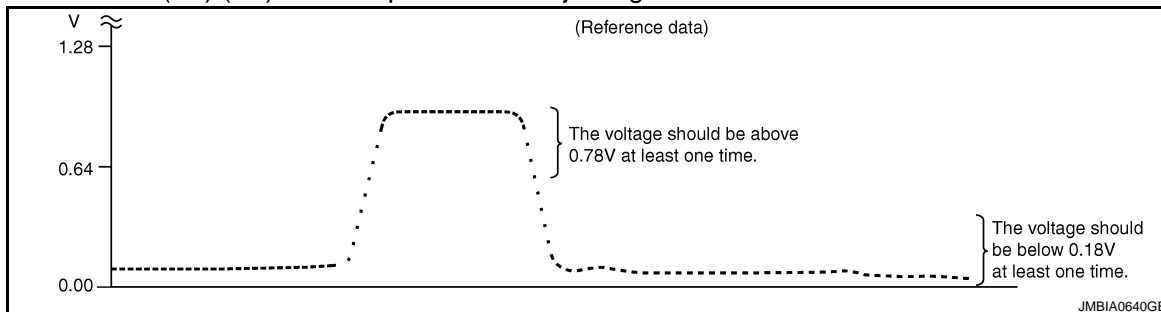 V
(Reference data)
1.28
The voltage should be above
0.78V at least one time.
0.64
The voltage should
be below 0.18V
at least one time.
0.00
JMBIA0640GE